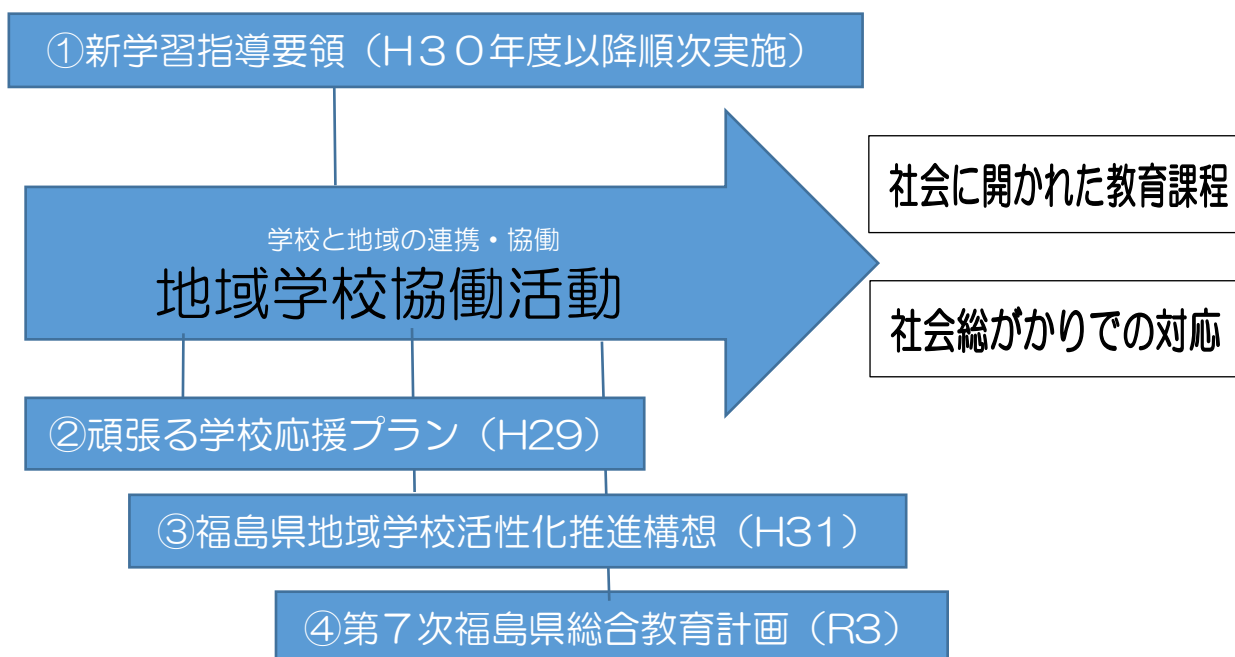 ①新学習指導要領（H３０年度以降順次実施）
学校と地域の連携・協働
地域学校協働活動
社会に開かれた教育課程
社会総がかりでの対応
②頑張る学校応援プラン（H29）
③福島県地域学校活性化推進構想（H31）
④第７次福島県総合教育計画（R3）